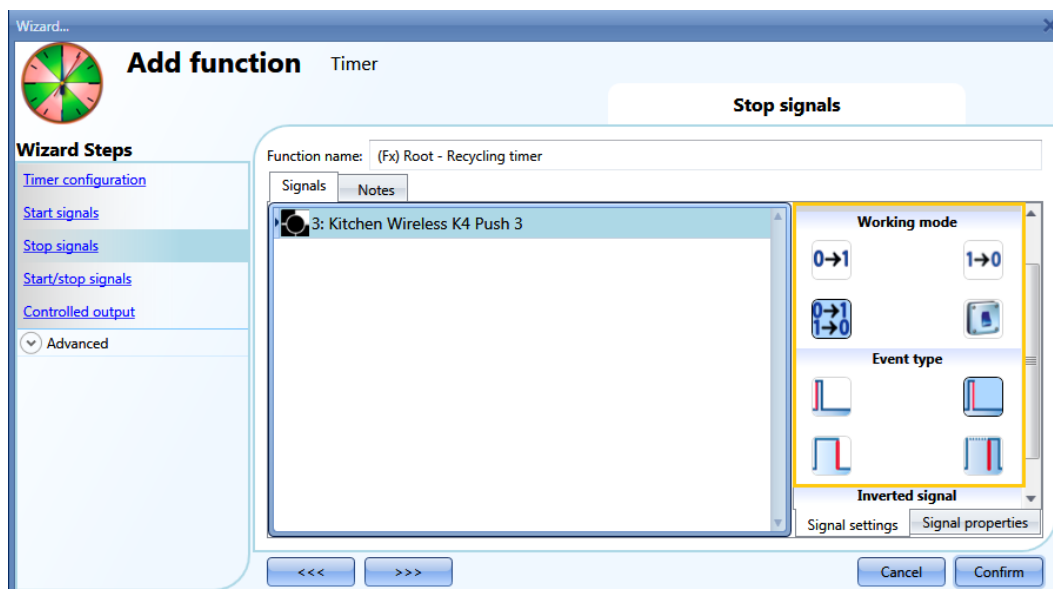 Wizard...
Add function Timer
Stop signals
Wizard Steps
Timer configuration
Start signals
Stop signals
Start/stop signals
Controlled output
Advanced
Function name: (Fx) Root - Recycling timer
Signals Notes
3: Kitchen Wireless K4 Push 3
Working mode
0→1 1→0
0→1
1→0
Event type
Inverted signal
Signal settings Signal properties
<<< >>> Cancel Confirm